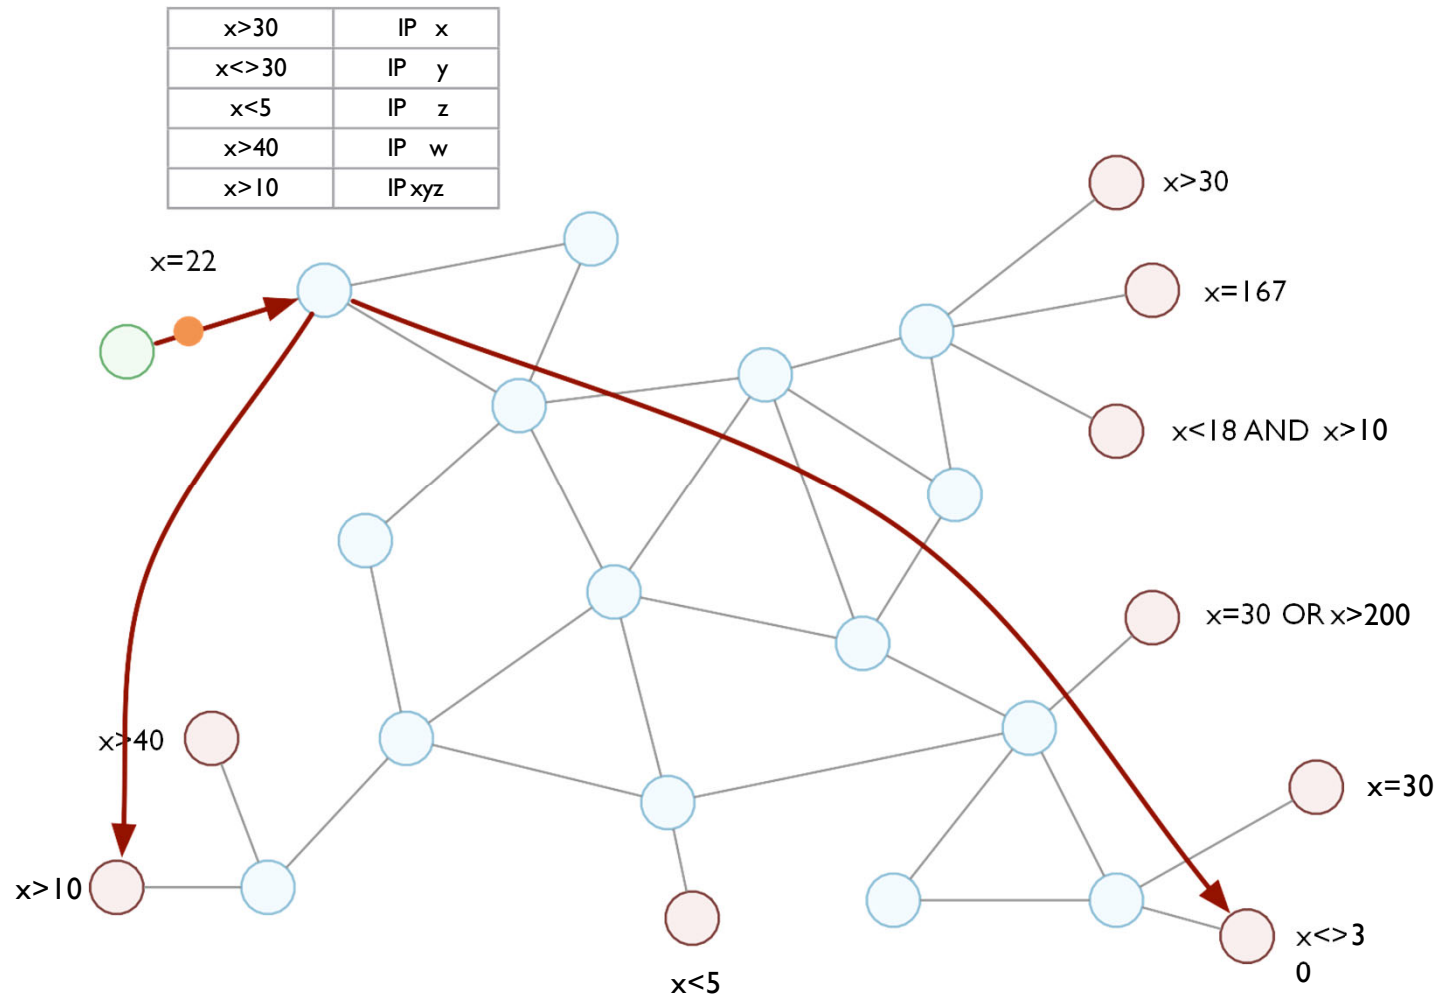 x>30 IP x
x<>30 IP y
x<5 IP z
x>40 IP w
x>10 IP xyz
x>30
x=22
x=167
x<18 AND x>10
x=30 OR x>200
x>40
x=30
x>10
x<>3
0
x<5